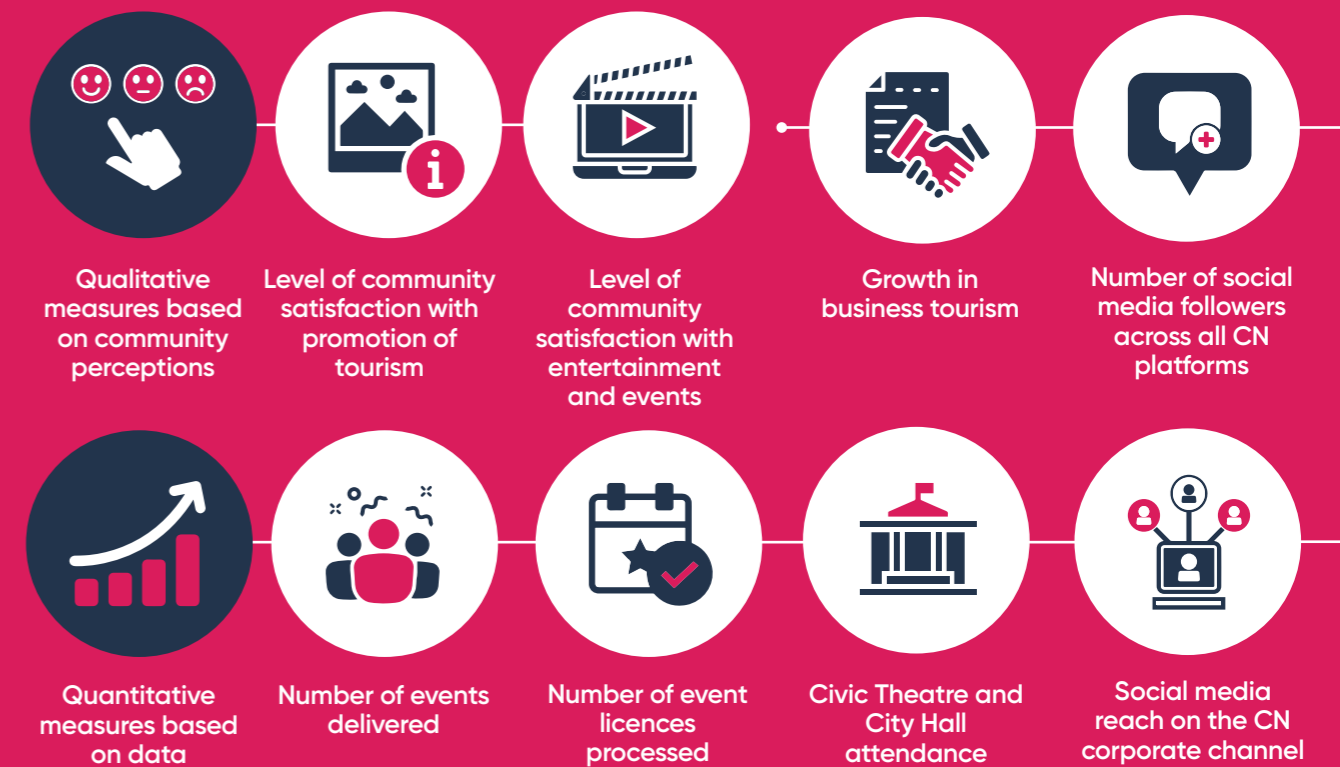 Qualitative
measures based
on community
perceptions
Level of community
satisfaction with
promotion of
tourism
Level of
community
satisfaction with
entertainment
and events
Growth in
business tourism
Number of social
media followers
across all CN
platforms
Quantitative
measures based
on data
Number of events
delivered
Number of event
licences
processed
Civic Theatre and
City Hall
attendance
Social media
reach on the CN
corporate channel